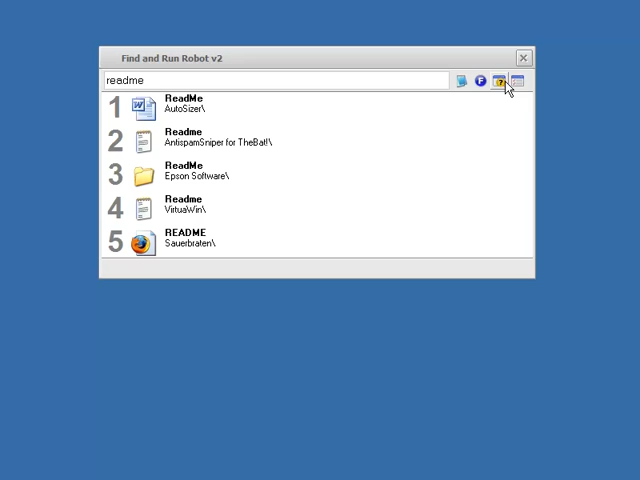 Find and Run Robot v2
readme
F
1
ReadMe
AutoSizer\
2
Readme
AntispamSniper for TheBat!\
3
ReadMe
Epson Software\
4
Readme
VirtuaWin\
5
README
Sauerbraten\